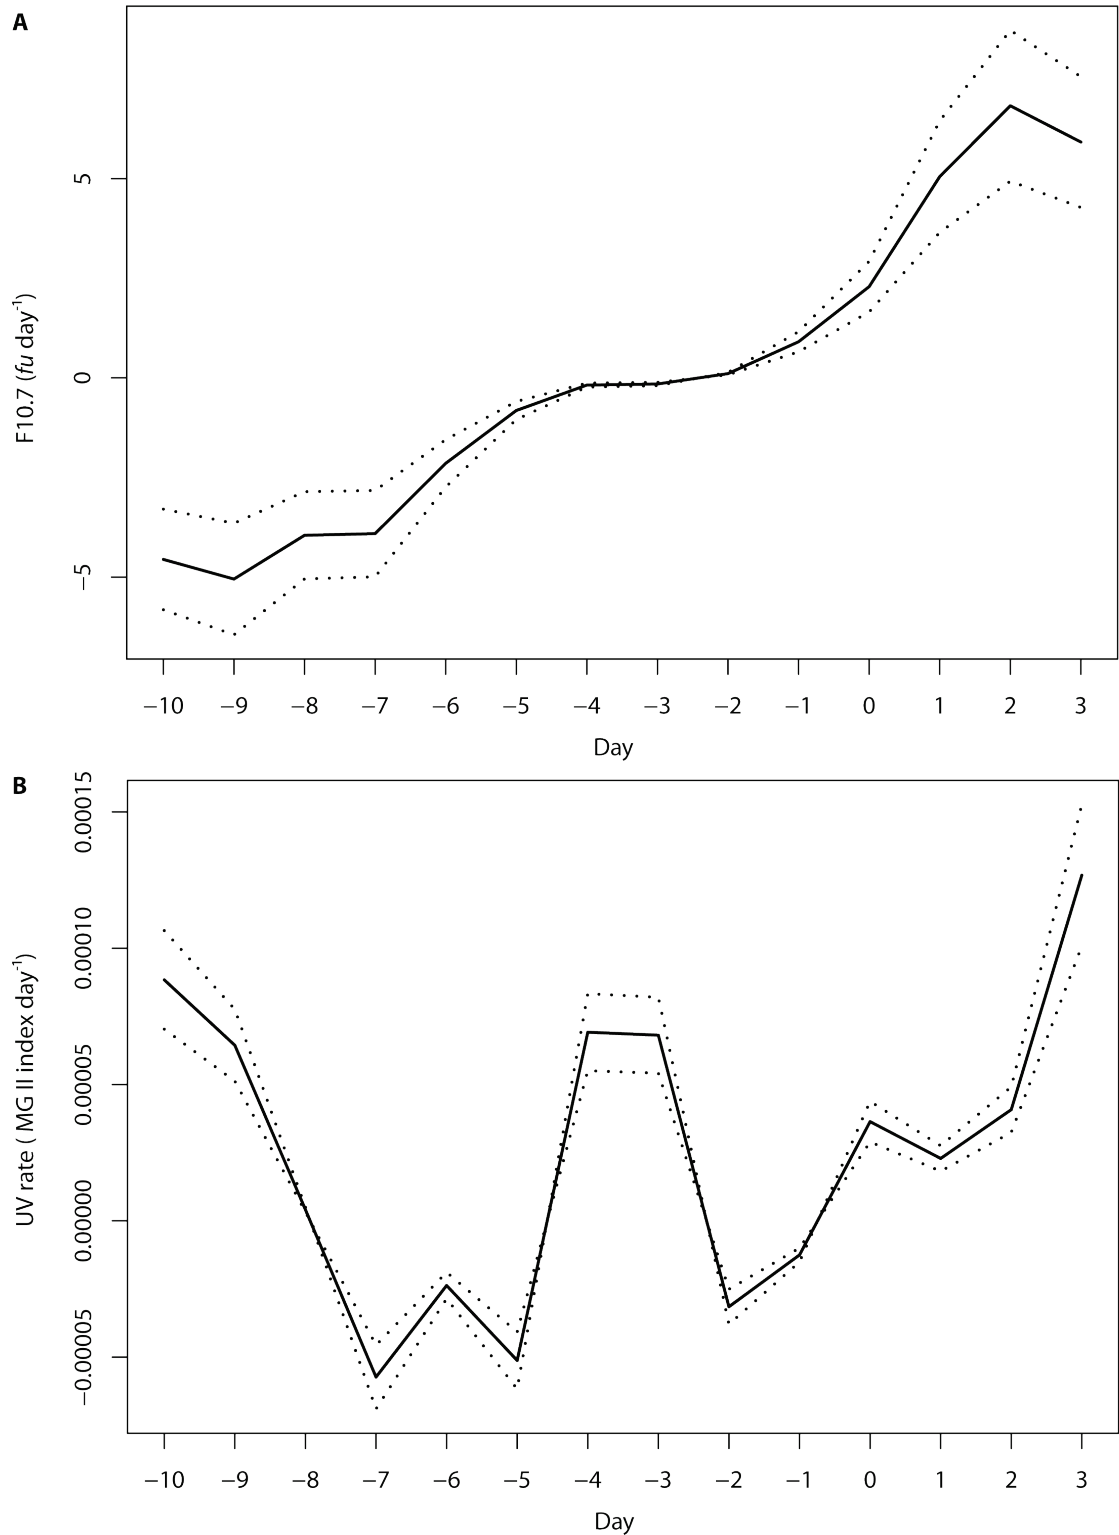 A
5
0
−5
F10.7 (fu day⁻¹)
−10 −9 −8 −7 −6 −5 −4 −3 −2 −1 0 1 2 3
Day
B
0.00015
0.00010
0.00005
0.00000
−0.00005
UV rate ( MG II index day⁻¹)
−10 −9 −8 −7 −6 −5 −4 −3 −2 −1 0 1 2 3
Day